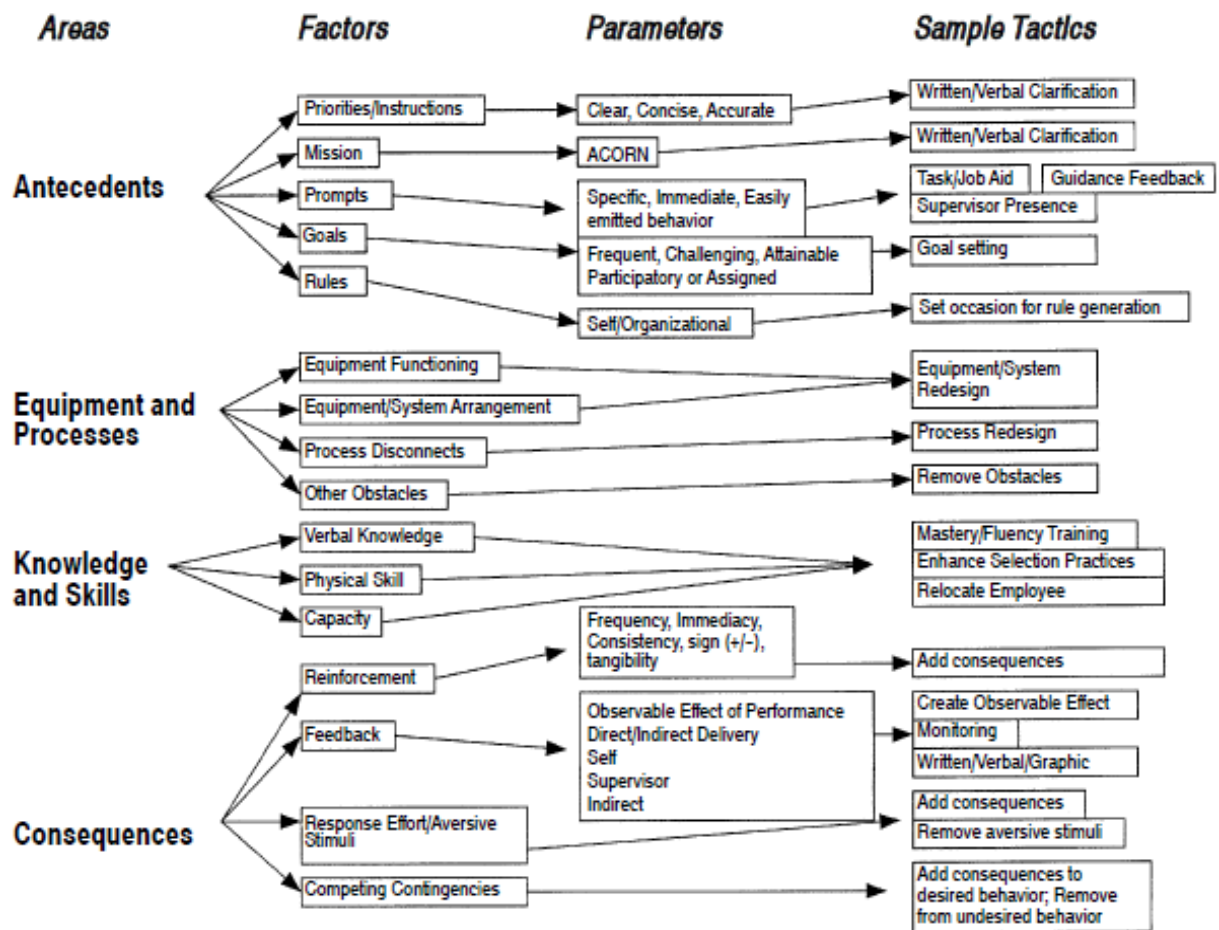 Areas Factors Parameters Sample Tactics
Antecedents
Priorities/Instructions
Mission
Prompts
Goals
Rules
Clear, Concise, Accurate
ACORN
Specific, Immediate, Easily
emitted behavior
Frequent, Challenging, Attainable
Participatory or Assigned
Self/Organizational
Written/Verbal Clarification
Written/Verbal Clarification
Task/Job Aid
Guidance Feedback
Supervisor Presence
Goal setting
Set occasion for rule generation
Equipment and
Processes
Equipment Functioning
Equipment/System Arrangement
Process Disconnects
Other Obstacles
Equipment/System
Redesign
Process Redesign
Remove Obstacles
Knowledge
and Skills
Verbal Knowledge
Physical Skill
Capacity
Mastery/Fluency Training
Enhance Selection Practices
Relocate Employee
Consequences
Reinforcement
Feedback
Response Effort/Aversive
Stimuli
Competing Contingencies
Frequency, Immediacy,
Consistency, sign (+/-),
tangibility
Observable Effect of Performance
Direct/Indirect Delivery
Self
Supervisor
Indirect
Add consequences
Create Observable Effect
Monitoring
Written/Verbal/Graphic
Add consequences
Remove aversive stimuli
Add consequences to
desired behavior; Remove
from undesired behavior